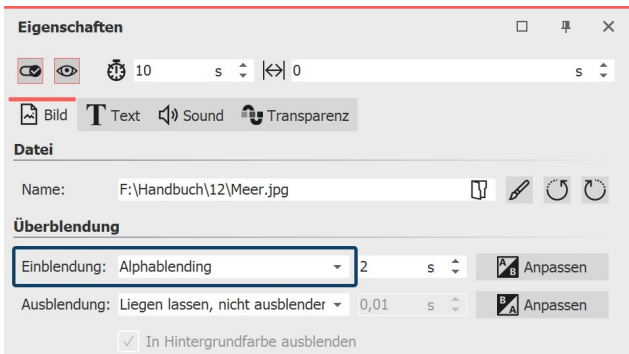 Eigenschaften
10 s 0 s
Bild Text Sound Transparenz
Datei
Name: F:\Handbuch\12\Meer.jpg
Überblendung
Einblendung: Alphablending 2 s A B Anpassen
Ausblendung: Liegen lassen, nicht ausblender 0,01 s B A Anpassen
In Hintergrundfarbe ausblenden